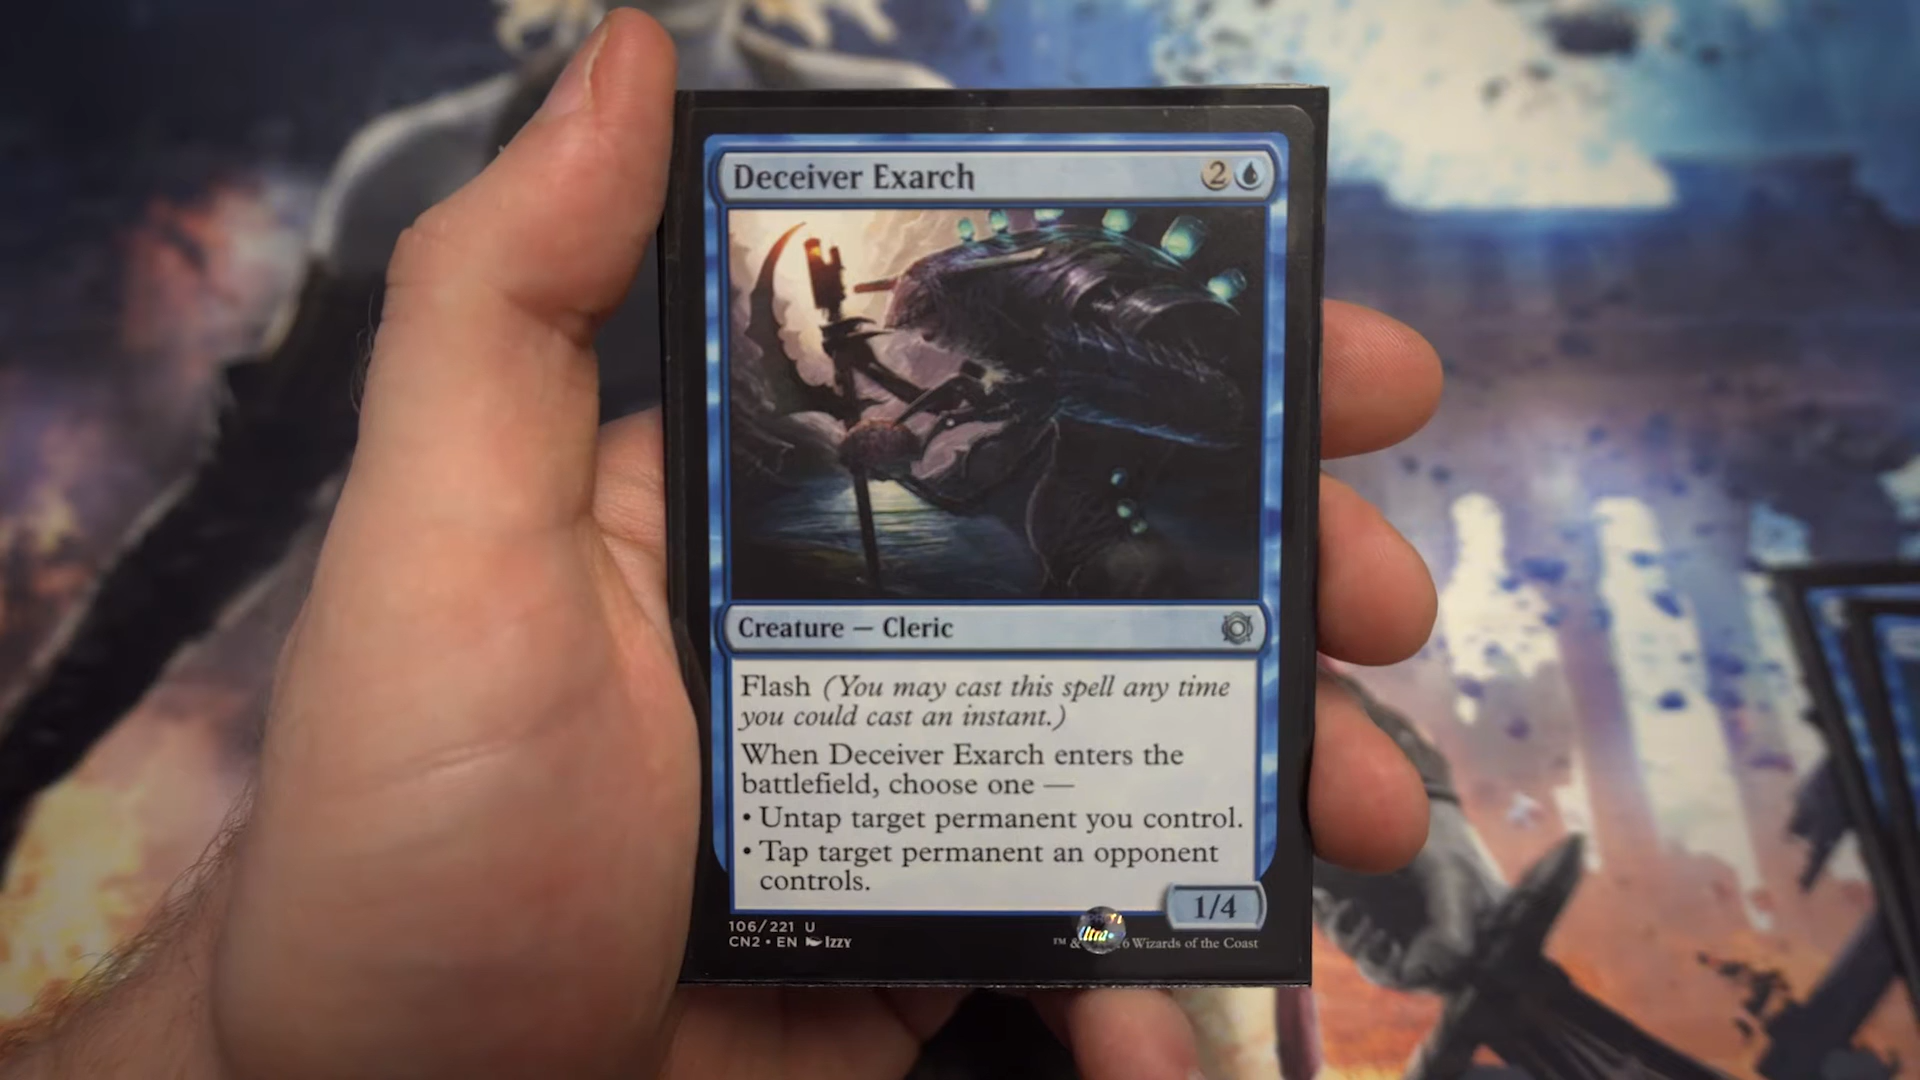 Deceiver Exarch 2
Creature — Cleric
Flash (You may cast this spell any time
you could cast an instant.)
When Deceiver Exarch enters the
battlefield, choose one —
• Untap target permanent you control.
• Tap target permanent an opponent
controls.
1/4
106/221 U
CN2 • EN Izzy
™ & 6 Wizards of the Coast
Ultra•